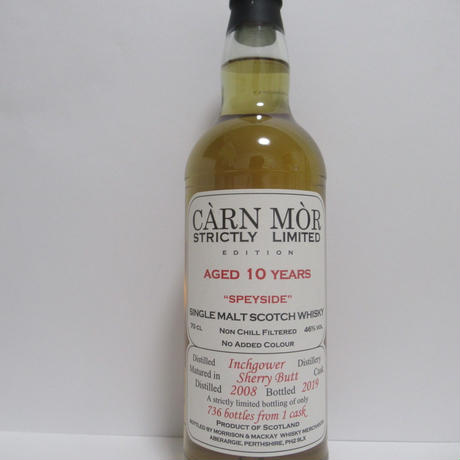 CÀRN MÒR
STRICTLY LIMITED
EDITION
AGED 10 YEARS
"SPEYSIDE"
SINGLE MALT SCOTCH WHISKY
70 CL NON CHILL FILTERED 46% VOL
NO ADDED COLOUR
Distilled Inchgower Distillery
Matured in Sherry Butt Cask
Distilled 2008 Bottled 2019
A strictly limited bottling of only
736 bottles from 1 cask
PRODUCT OF SCOTLAND
BOTTLED BY MORRISON & MACKAY WHISKY MERCHANTS
ABERARGIE, PERTHSHIRE, PH2 9LX